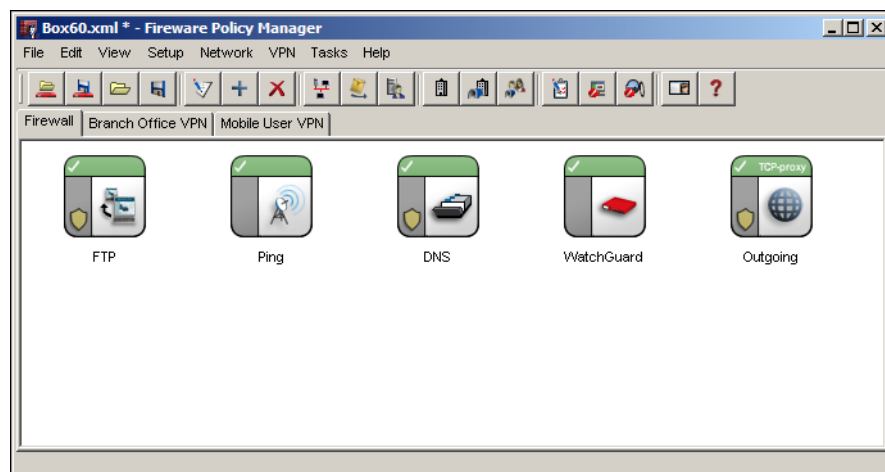 Box60.xml * - Fireware Policy Manager
File Edit View Setup Network VPN Tasks Help
Firewall Branch Office VPN Mobile User VPN
TCP-proxy
FTP Ping DNS WatchGuard Outgoing